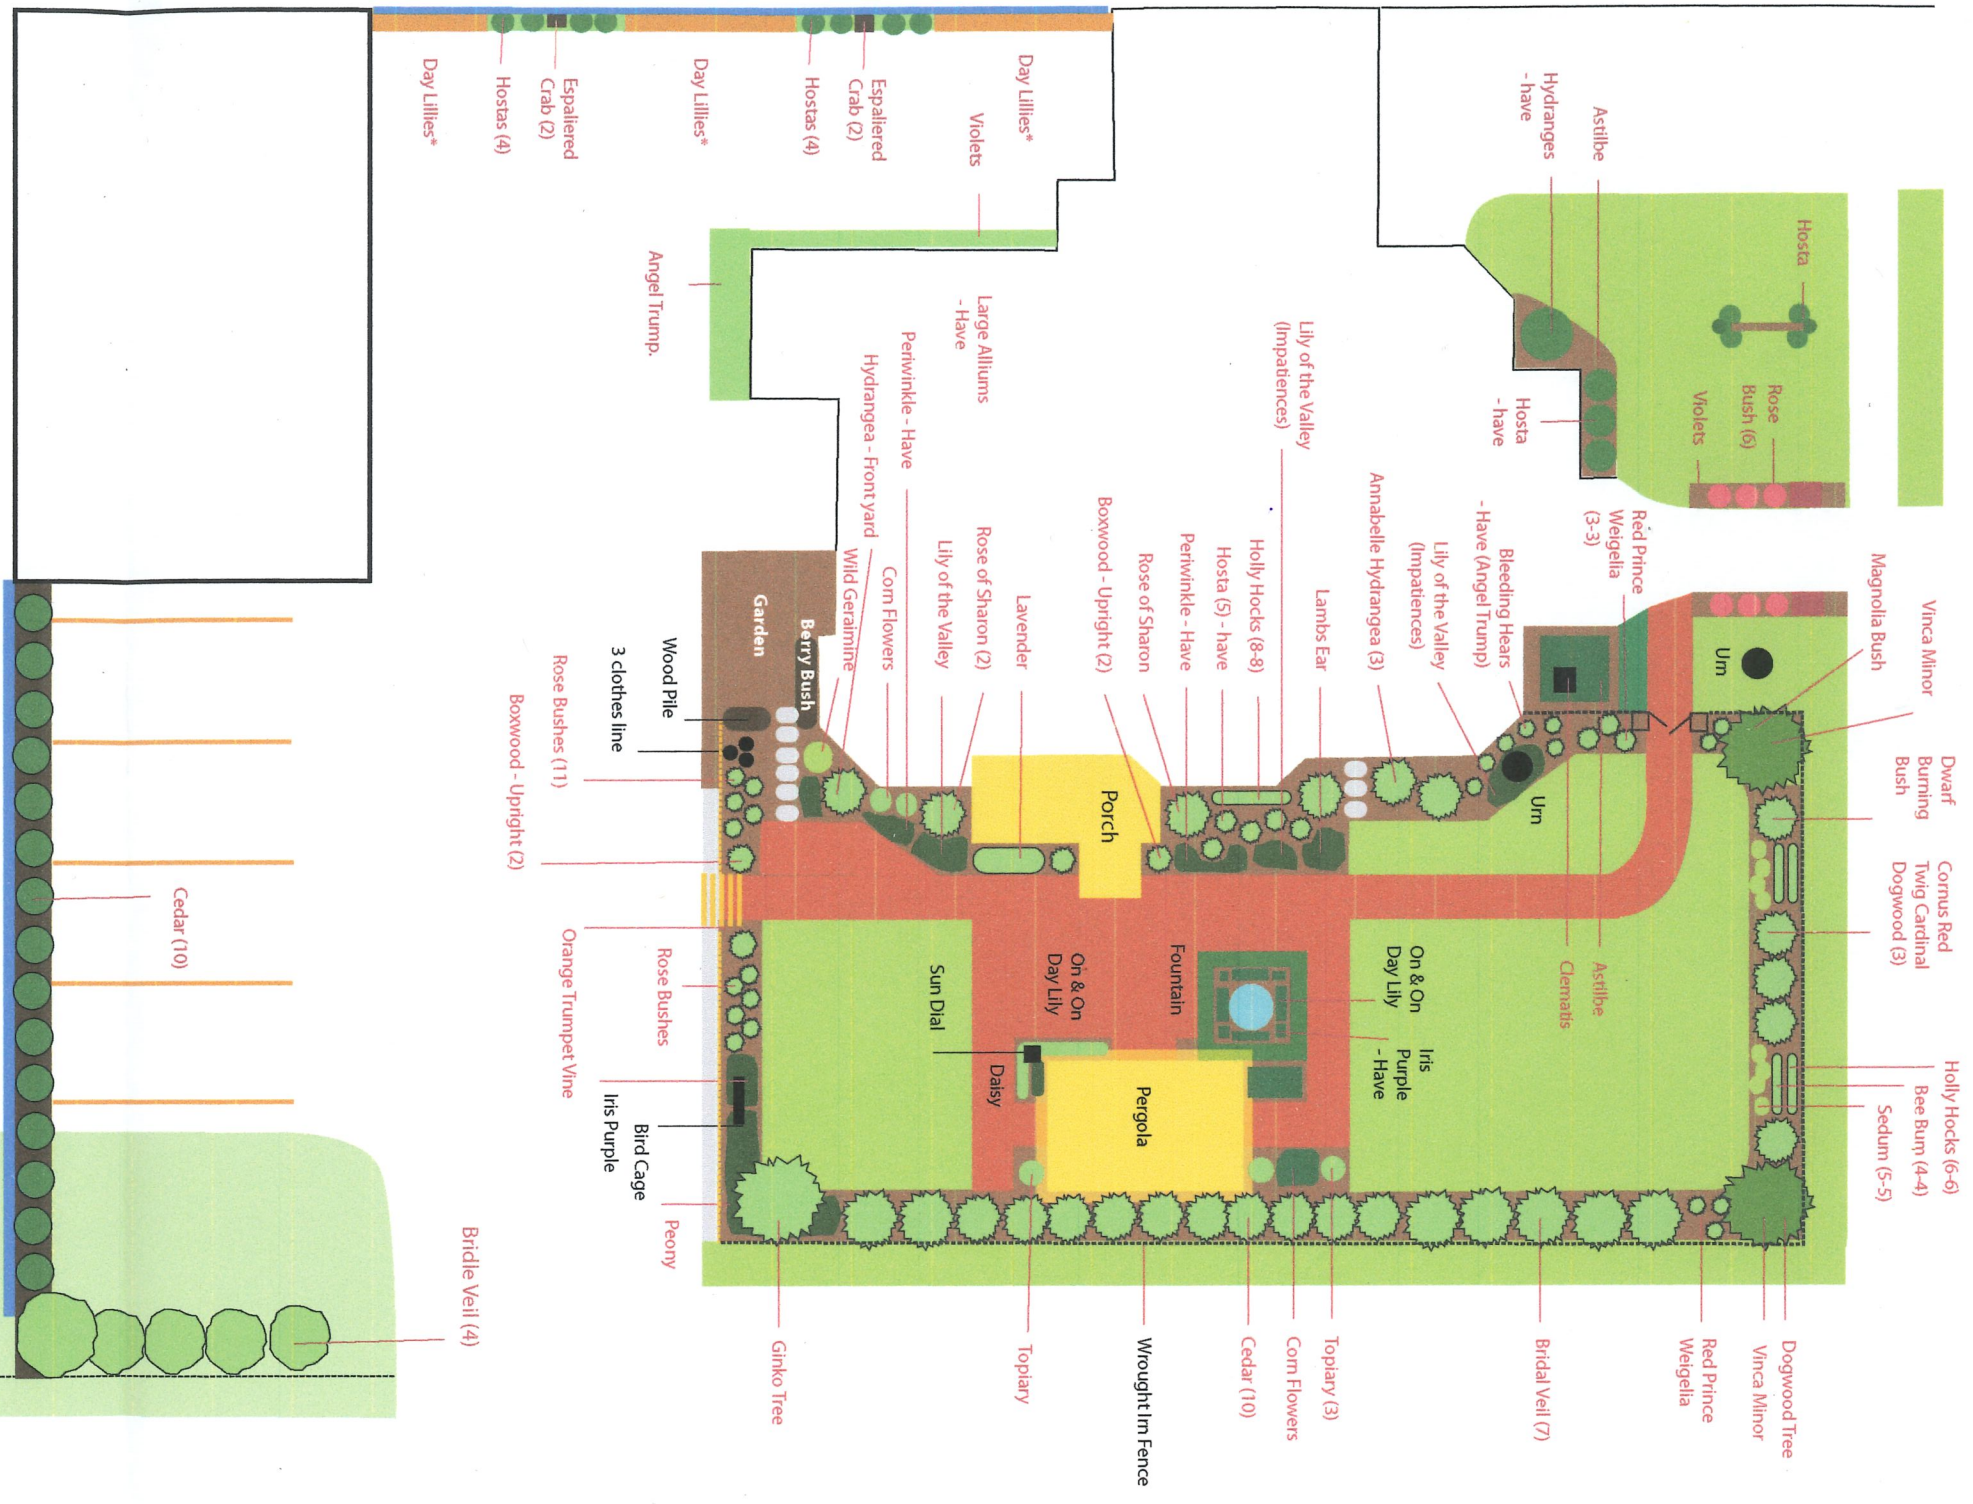 Vinca Minor
Magnolia Bush
Dwarf
Burning
Bush
Cornus Red
Twig Cardinal
Dogwood (3)
Holly Hocks (6-6)
Bee Bum (4-4)
Sedum (5-5)
Hosta
Rose
Bush (6)
Violets
Urn
Dogwood Tree
Vinca Minor
Red Prince
Weigelia
Astilbe
Hydranges
- have
Hosta
- have
Red Prince
Weigelia
(3-3)
Astilbe
Clematis
Urn
Bridal Veil (7)
Bleeding Hears
- Have (Angel Trump)
Lily of the Valley
(Impatiences)
Annabelle Hydrangea (3)
On & On
Day Lily
Iris
Purple
- Have
Lily of the Valley
(Impatiences)
Lambs Ear
Holly Hocks (8-8)
Hosta (5) - have
Periwinkle - Have
Rose of Sharon
Boxwood - Upright (2)
Topiary (3)
Corn Flowers
Cedar (10)
Fountain
Porch
Pergola
Wrought Irn Fence
On & On
Day Lily
Daisy
Sun Dial
Topiary
Day Lillies*
Violets
Large Alliums
- Have
Lavender
Rose of Sharon (2)
Lily of the Valley
Periwinkle - Have
Corn Flowers
Hydrangea - Front yard
Wild Geraimine
Berry Bush
Garden
Ginko Tree
Espaliered
Crab (2)
Hostas (4)
Day Lillies*
Angel Trump.
Wood Pile
3 clothes line
Rose Bushes
Bird Cage
Iris Purple
Peony
Rose Bushes (11)
Boxwood - Upright (2)
Orange Trumpet Vine
Espaliered
Crab (2)
Hostas (4)
Day Lillies*
Bridle Veil (4)
Cedar (10)